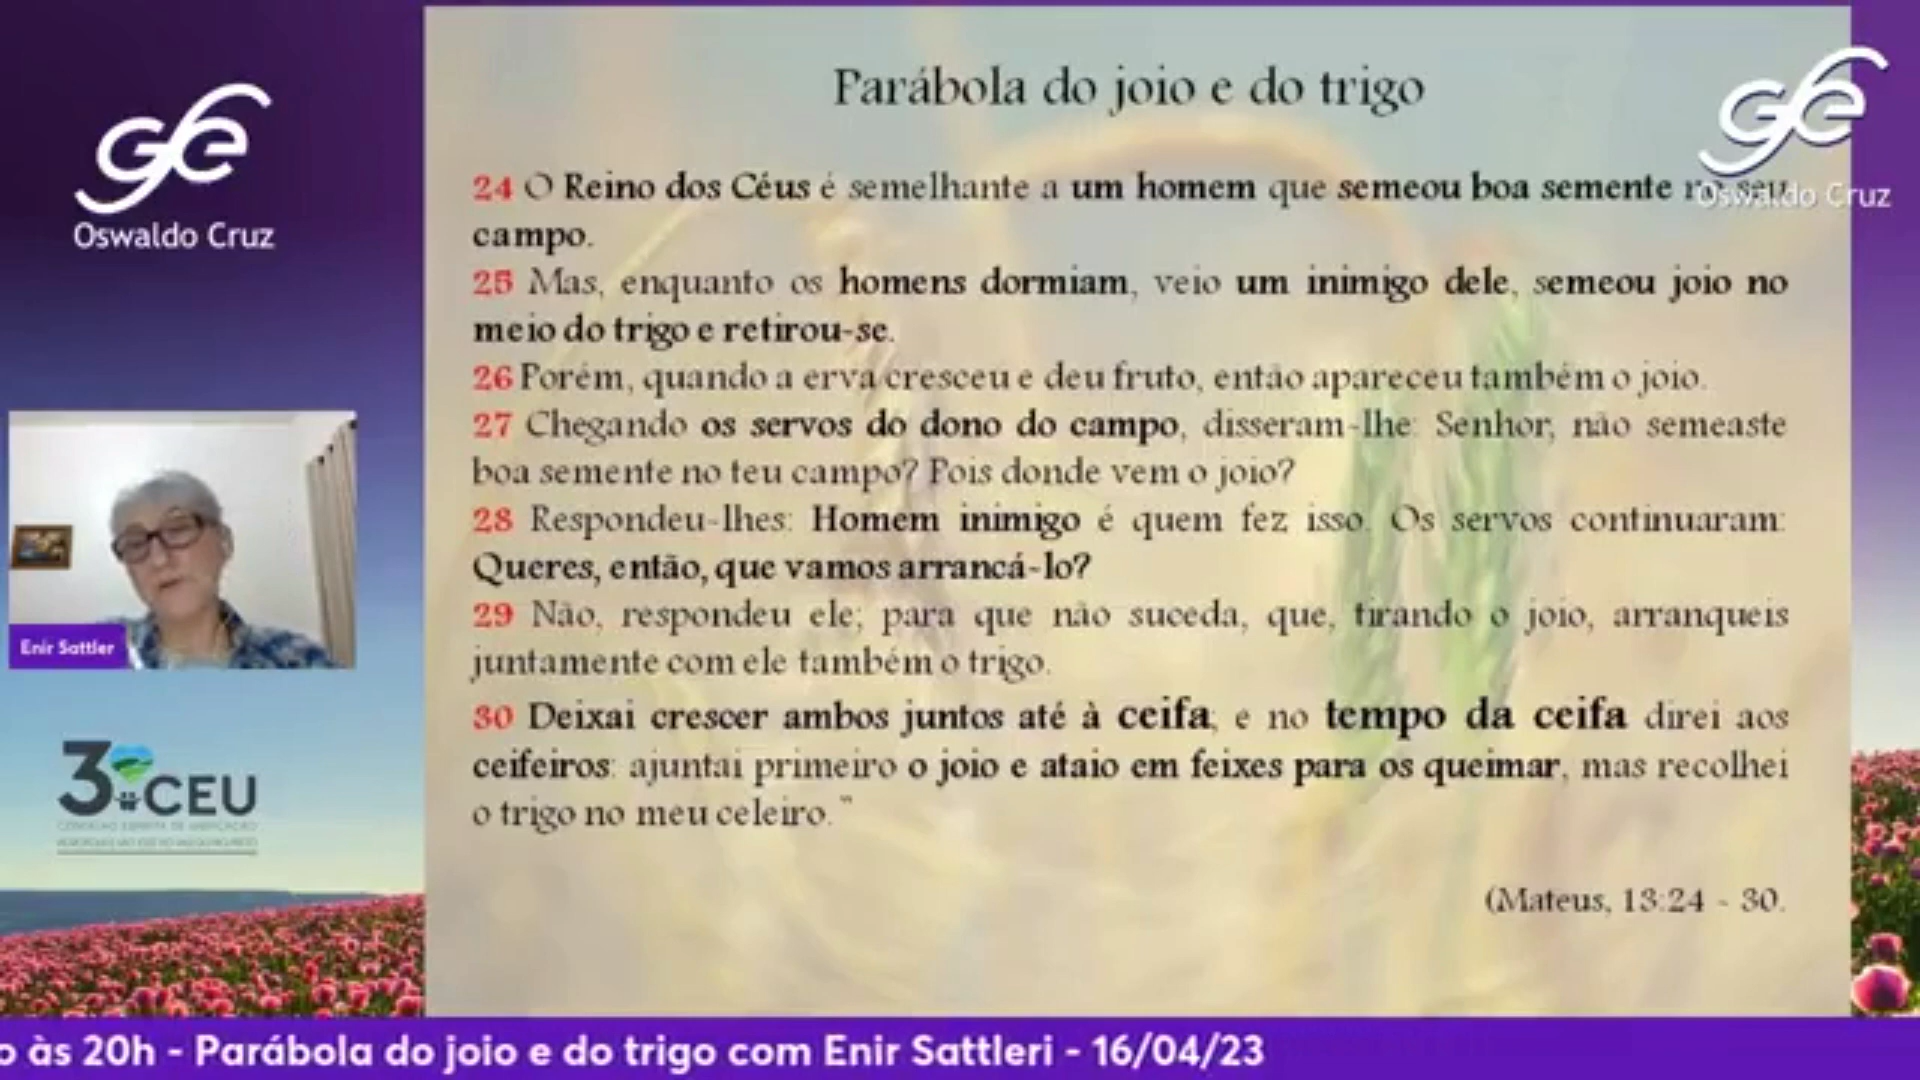 gfe
Oswaldo Cruz
gfe
Oswaldo Cruz
Parábola do joio e do trigo
24 O Reino dos Céus é semelhante a um homem que semeou boa semente no seu
campo.
25 Mas, enquanto os homens dormiam, veio um inimigo dele, semeou joio no
meio do trigo e retirou-se.
26 Porém, quando a erva cresceu e deu fruto, então apareceu também o joio.
27 Chegando os servos do dono do campo, disseram-lhe: Senhor, não semeaste
boa semente no teu campo? Pois donde vem o joio?
28 Respondeu-lhes: Homem inimigo é quem fez isso. Os servos continuaram:
Queres, então, que vamos arrancá-lo?
29 Não, respondeu ele; para que não suceda, que, tirando o joio, arranqueis
juntamente com ele também o trigo.
30 Deixai crescer ambos juntos até à ceifa; e no tempo da ceifa direi aos
ceifeiros: ajuntai primeiro o joio e ataio em feixes para os queimar, mas recolhei
o trigo no meu celeiro."
(Mateus, 13:24 - 30.
Enir Sattler
3 CEU
o às 20h - Parábola do joio e do trigo com Enir Sattleri - 16/04/23